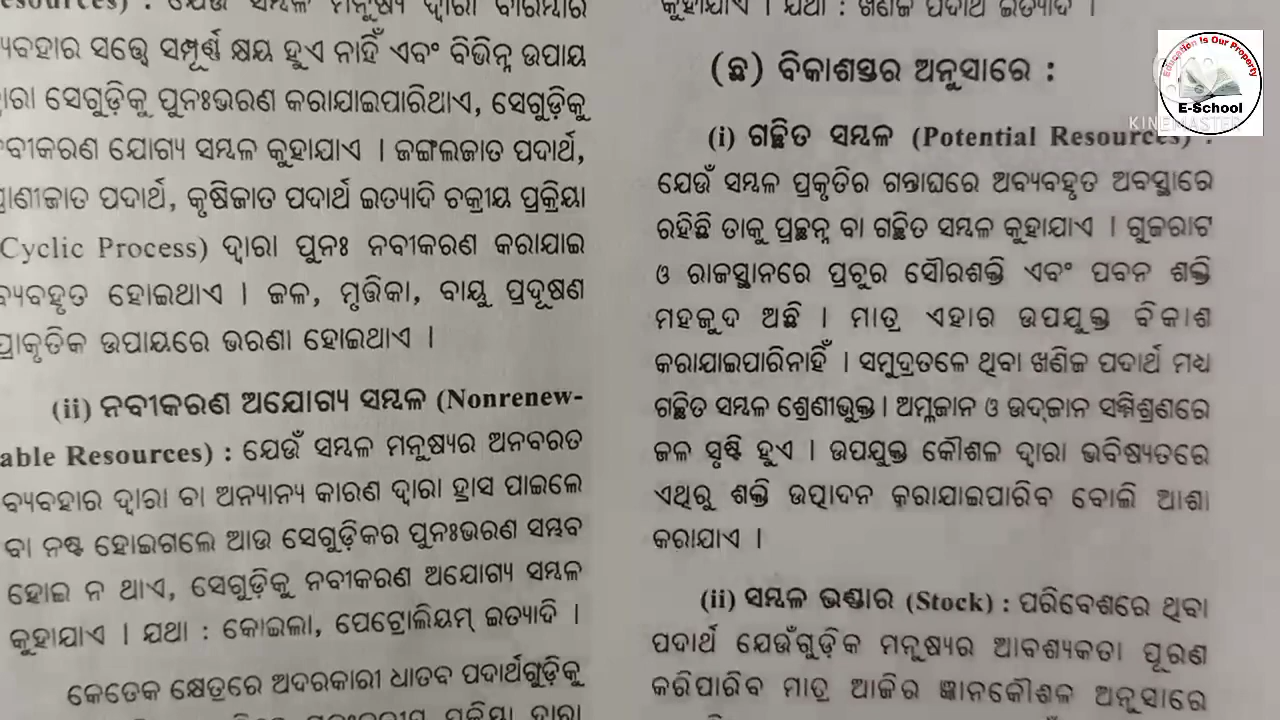 ଯେଉଁ ସମ୍ବଳ ମନୁଷ୍ୟ ଦ୍ୱାରା ବାରମ୍ବାର
ବ୍ୟବହାର ସତ୍ତ୍ୱେ ସମ୍ପୂର୍ଣ୍ଣ କ୍ଷୟ ହୁଏ ନାହିଁ ଏବଂ ବିଭିନ୍ନ ଉପାୟ
ଦ୍ୱାରା ସେଗୁଡ଼ିକୁ ପୁନଃଭରଣ କରାଯାଇପାରିଥାଏ, ସେଗୁଡ଼ିକୁ
ନବୀକରଣ ଯୋଗ୍ୟ ସମ୍ବଳ କୁହାଯାଏ । ଜଙ୍ଗଲଜାତ ପଦାର୍ଥ,
ପ୍ରାଣୀଜାତ ପଦାର୍ଥ, କୃଷିଜାତ ପଦାର୍ଥ ଇତ୍ୟାଦି ଚକ୍ରୀୟ ପ୍ରକ୍ରିୟା
(Cyclic Process) ଦ୍ୱାରା ପୁନଃ ନବୀକରଣ କରାଯାଇ
ବ୍ୟବହୃତ ହୋଇଥାଏ । ଜଳ, ମୃତ୍ତିକା, ବାୟୁ ପ୍ରଦୂଷଣ
ପ୍ରାକୃତିକ ଉପାୟରେ ଭରଣା ହୋଇଥାଏ ।
(ii) ନବୀକରଣ ଅଯୋଗ୍ୟ ସମ୍ବଳ (Nonrenew-
able Resources) : ଯେଉଁ ସମ୍ବଳ ମନୁଷ୍ୟର ଅନବରତ
ବ୍ୟବହାର ଦ୍ୱାରା ବା ଅନ୍ୟାନ୍ୟ କାରଣ ଦ୍ୱାରା ହ୍ରାସ ପାଇଲେ
ବା ନଷ୍ଟ ହୋଇଗଲେ ଆଉ ସେଗୁଡ଼ିକର ପୁନଃଭରଣ ସମ୍ଭବ
ହୋଇ ନ ଥାଏ, ସେଗୁଡ଼ିକୁ ନବୀକରଣ ଅଯୋଗ୍ୟ ସମ୍ବଳ
କୁହାଯାଏ । ଯଥା : କୋଇଲା, ପେଟ୍ରୋଲିୟମ୍ ଇତ୍ୟାଦି ।
କେତେକ କ୍ଷେତ୍ରରେ ଅଦରକାରୀ ଧାତବ ପଦାର୍ଥଗୁଡ଼ିକୁ
ପ୍ରକ୍ରିୟା ଦ୍ୱାରା
କୁହାଯାଏ । ଯଥା : ଖଣିଜ ପଦାର୍ଥ ଇତ୍ୟାଦି ।
(ଛ) ବିକାଶସ୍ତର ଅନୁସାରେ :
(i) ଗଚ୍ଛିତ ସମ୍ବଳ (Potential Resources) :
ଯେଉଁ ସମ୍ବଳ ପ୍ରକୃତିର ଗନ୍ତାଘରେ ଅବ୍ୟବହୃତ ଅବସ୍ଥାରେ
ରହିଛି ତାକୁ ପ୍ରଚ୍ଛନ୍ନ ବା ଗଚ୍ଛିତ ସମ୍ବଳ କୁହାଯାଏ । ଗୁଜରାଟ
ଓ ରାଜସ୍ଥାନରେ ପ୍ରଚୁର ସୌରଶକ୍ତି ଏବଂ ପବନ ଶକ୍ତି
ମହଜୁଦ ଅଛି । ମାତ୍ର ଏହାର ଉପଯୁକ୍ତ ବିକାଶ
କରାଯାଇପାରିନାହିଁ । ସମୁଦ୍ରତଳେ ଥିବା ଖଣିଜ ପଦାର୍ଥ ମଧ୍ୟ
ଗଚ୍ଛିତ ସମ୍ବଳ ଶ୍ରେଣୀଭୁକ୍ତ । ଅମ୍ଳଜାନ ଓ ଉଦ୍‌ଜାନ ସମ୍ମିଶ୍ରଣରେ
ଜଳ ସୃଷ୍ଟି ହୁଏ । ଉପଯୁକ୍ତ କୌଶଳ ଦ୍ୱାରା ଭବିଷ୍ୟତରେ
ଏଥିରୁ ଶକ୍ତି ଉତ୍ପାଦନ କରାଯାଇପାରିବ ବୋଲି ଆଶା
କରାଯାଏ ।
(ii) ସମ୍ବଳ ଭଣ୍ଡାର (Stock) : ପରିବେଶରେ ଥିବା
ପଦାର୍ଥ ଯେଉଁଗୁଡ଼ିକ ମନୁଷ୍ୟର ଆବଶ୍ୟକତା ପୂରଣ
କରିପାରିବ ମାତ୍ର ଆଜିର ଜ୍ଞାନକୌଶଳ ଅନୁସାରେ
Education Is Our Property
E-School
KINEMASTER